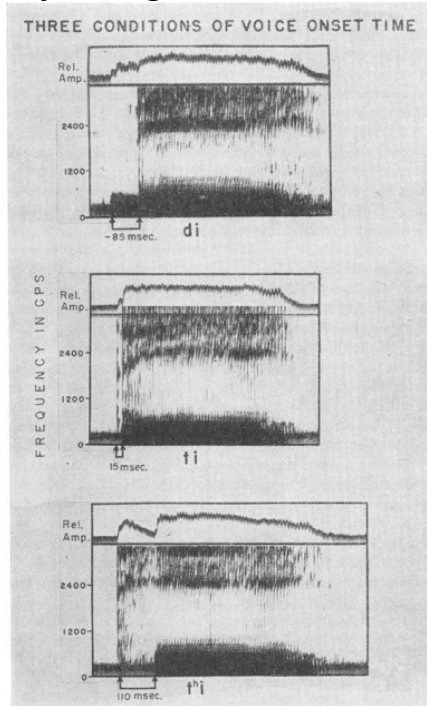 THREE CONDITIONS OF VOICE ONSET TIME
Rel.
Amp.
2400
1200
0
-85 msec.
di
FREQUENCY IN CPS
Rel.
Amp.
2400
1200
0
15 msec.
ti
Rel.
Amp.
2400
1200
0
110 msec.
tʰi